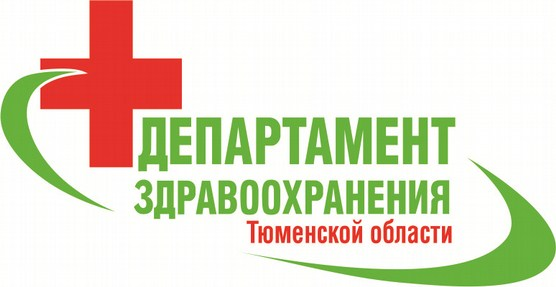 ДЕПАРТАМЕНТ
ЗДРАВООХРАНЕНИЯ
Тюменской области